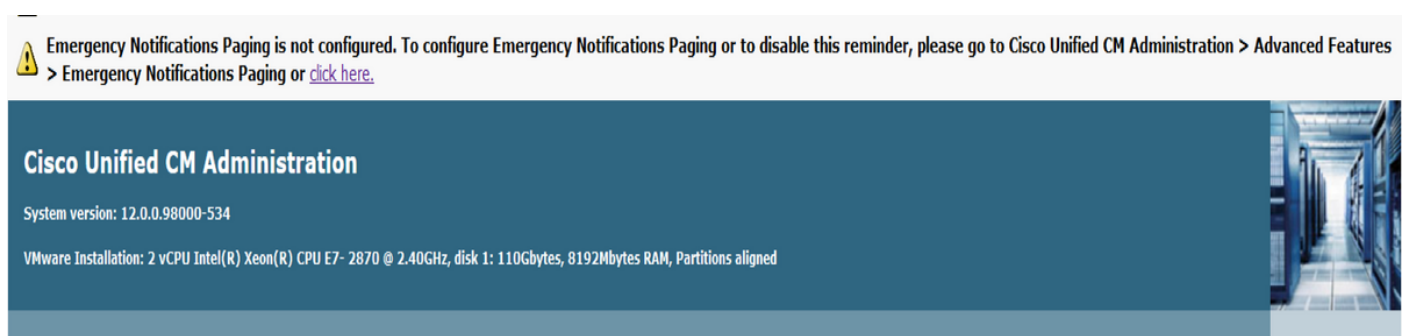 Emergency Notifications Paging is not configured. To configure Emergency Notifications Paging or to disable this reminder, please go to Cisco Unified CM Administration > Advanced Features
> Emergency Notifications Paging or click here.
Cisco Unified CM Administration
System version: 12.0.0.98000-534
VMware Installation: 2 vCPU Intel(R) Xeon(R) CPU E7- 2870 @ 2.40GHz, disk 1: 110Gbytes, 8192Mbytes RAM, Partitions aligned